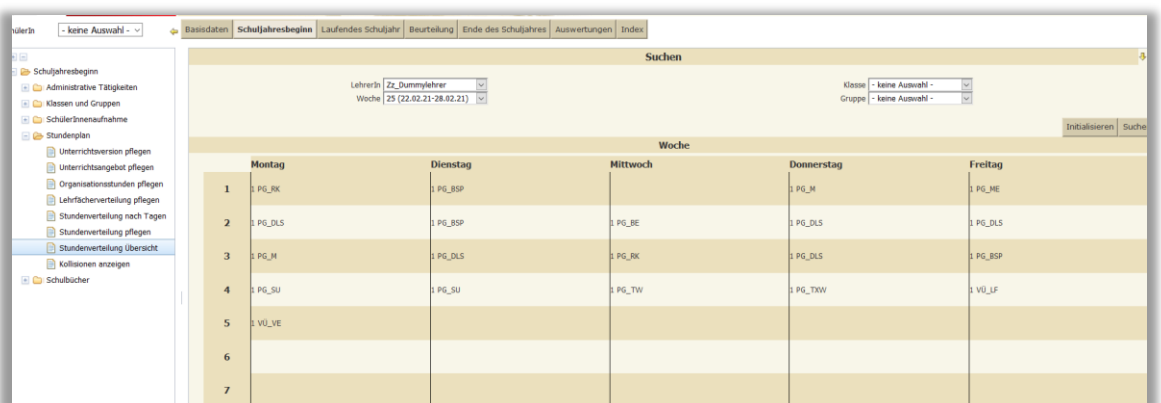 ülerIn - keine Auswahl - Basisdaten Schuljahresbeginn Laufendes Schuljahr Beurteilung Ende des Schuljahres Auswertungen Index
Suchen
Schuljahresbeginn
Administrative Tätigkeiten
Klassen und Gruppen
SchülerInnenaufnahme
Stundenplan
Unterrichtsversion pflegen
Unterrichtsangebot pflegen
Organisationsstunden pflegen
Lehrfächerverteilung pflegen
Stundenverteilung nach Tagen
Stundenverteilung pflegen
Stundenverteilung Übersicht
Kollisionen anzeigen
Schulbücher
LehrerIn Zz_Dummylehrer Klasse - keine Auswahl -
Woche 25 (22.02.21-28.02.21) Gruppe - keine Auswahl -
Initialisieren Suche
Woche
Montag Dienstag Mittwoch Donnerstag Freitag
1 1 PG_RK 1 PG_BSP 1 PG_M 1 PG_ME
2 1 PG_DLS 1 PG_BSP 1 PG_BE 1 PG_DLS 1 PG_DLS
3 1 PG_M 1 PG_DLS 1 PG_RK 1 PG_DLS 1 PG_BSP
4 1 PG_SU 1 PG_SU 1 PG_TW 1 PG_TXW 1 VÜ_LF
5 1 VÜ_VE
6
7